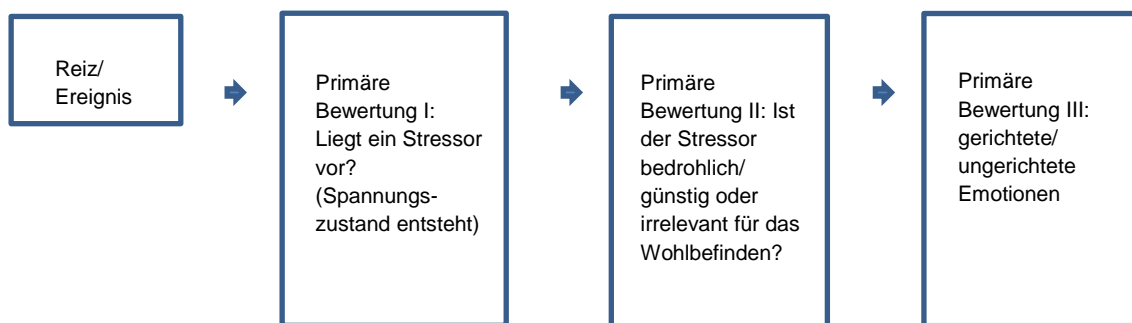 Reiz/
Ereignis
Primäre
Bewertung I:
Liegt ein Stressor
vor?
(Spannungs-
zustand entsteht)
Primäre
Bewertung II: Ist
der Stressor
bedrohlich/
günstig oder
irrelevant für das
Wohlbefinden?
Primäre
Bewertung III:
gerichtete/
ungerichtete
Emotionen